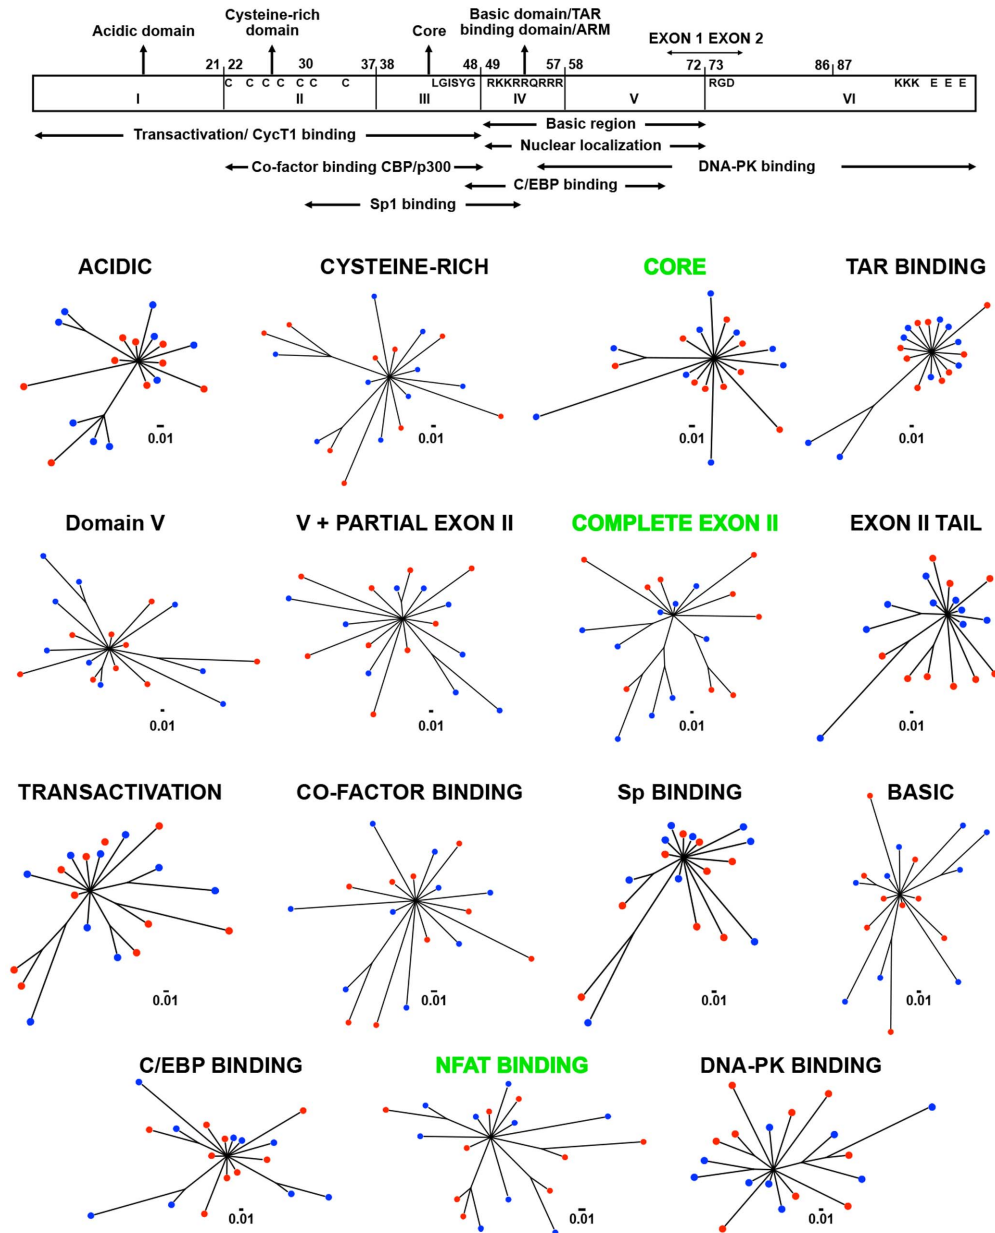 Acidic domain
Cysteine-rich
domain
Core
Basic domain/TAR
binding domain/ARM
EXON 1 EXON 2
21 22 30 37 38 48 49 57 58 72 73 86 87
C C C C C C C LGISYG RKKRRQRRR RGD KKK E E E
I II III IV V VI
Transactivation/ CycT1 binding
Basic region
Nuclear localization
Co-factor binding CBP/p300
DNA-PK binding
C/EBP binding
Sp1 binding
ACIDIC CYSTEINE-RICH CORE TAR BINDING
0.01 0.01 0.01 0.01
Domain V V + PARTIAL EXON II COMPLETE EXON II EXON II TAIL
0.01 0.01 0.01 0.01
TRANSACTIVATION CO-FACTOR BINDING Sp BINDING BASIC
0.01 0.01 0.01 0.01
C/EBP BINDING NFAT BINDING DNA-PK BINDING
0.01 0.01 0.01